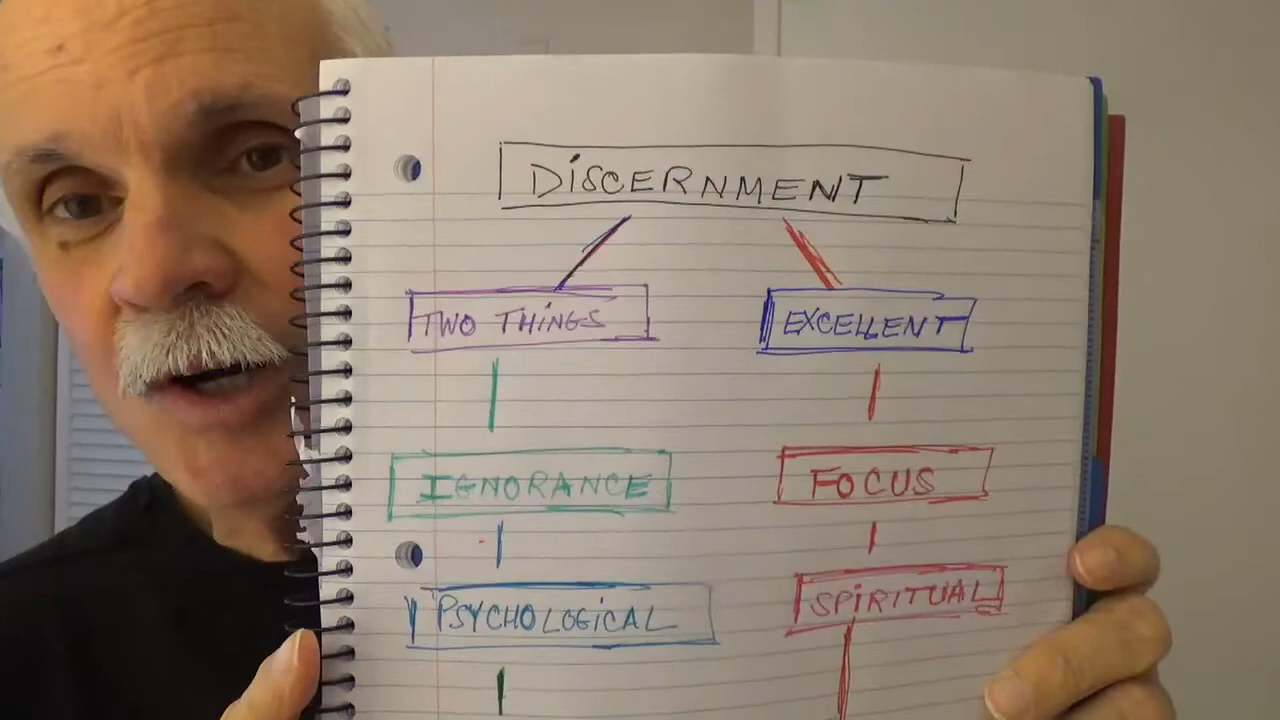 DiSCERNMENT
TWO THiNGS
EXCELLENT
IGNORANCE
FOCUS
PSYCHOLOGiCAL
SPiRiTUAL